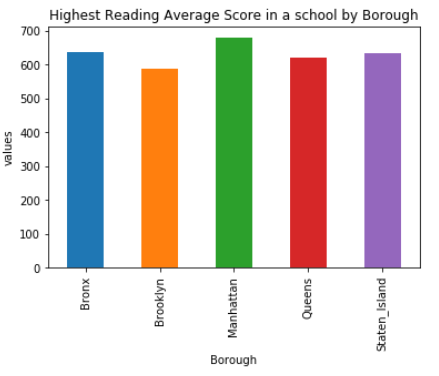 Highest Reading Average Score in a school by Borough
values
700
600
500
400
300
200
100
0
Bronx
Brooklyn
Manhattan
Queens
Staten_Island
Borough